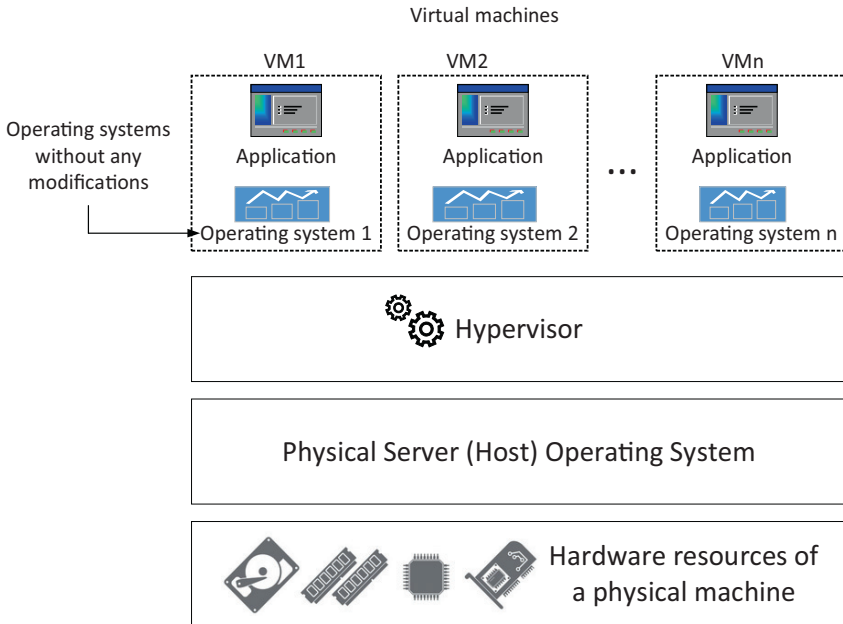 Virtual machines
VM1
VM2
VMn
Operating systems
without any
modifications
Application
Application
...
Application
Operating system 1
Operating system 2
Operating system n
Hypervisor
Physical Server (Host) Operating System
Hardware resources of
a physical machine